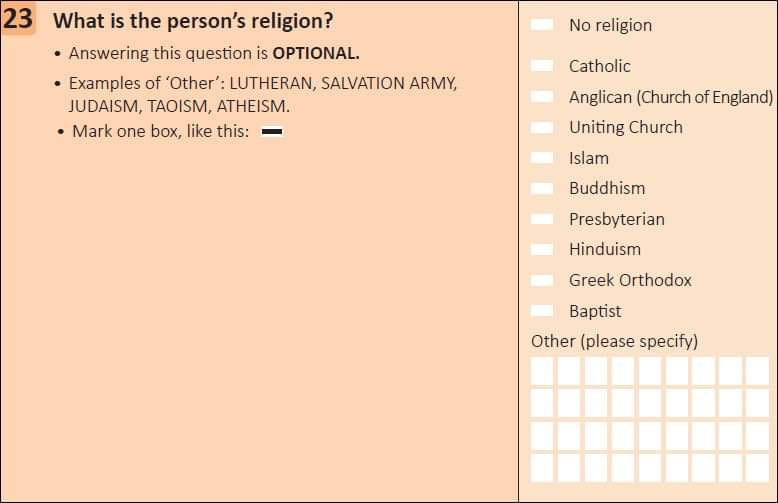 23 What is the person’s religion?
• Answering this question is OPTIONAL.
• Examples of ‘Other’: LUTHERAN, SALVATION ARMY,
JUDAISM, TAOISM, ATHEISM.
• Mark one box, like this:
No religion
Catholic
Anglican (Church of England)
Uniting Church
Islam
Buddhism
Presbyterian
Hinduism
Greek Orthodox
Baptist
Other (please specify)